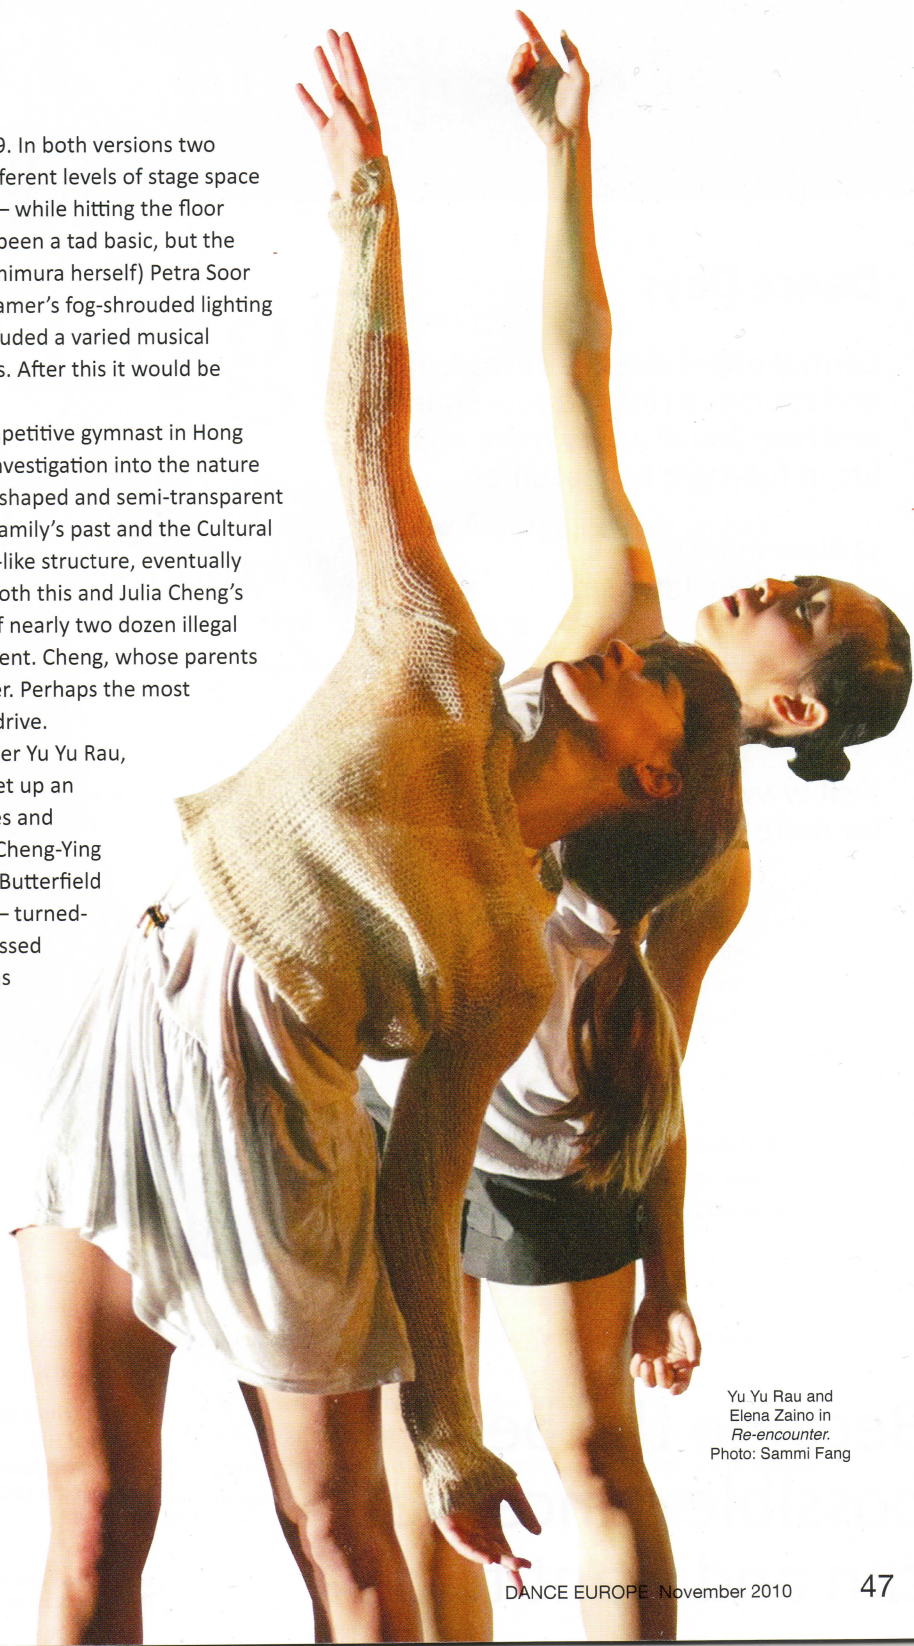 9. In both versions two
ferent levels of stage space
– while hitting the floor
been a tad basic, but the
nimura herself) Petra Soor
amer’s fog-shrouded lighting
uded a varied musical
s. After this it would be
petitive gymnast in Hong
nvestigation into the nature
shaped and semi-transparent
amily’s past and the Cultural
-like structure, eventually
oth this and Julia Cheng’s
f nearly two dozen illegal
ent. Cheng, whose parents
er. Perhaps the most
drive.
er Yu Yu Rau,
et up an
es and
Cheng-Ying
Butterfield
– turned-
ssed
s
Yu Yu Rau and
Elena Zaino in
Re-encounter.
Photo: Sammi Fang
DANCE EUROPE November 2010 47